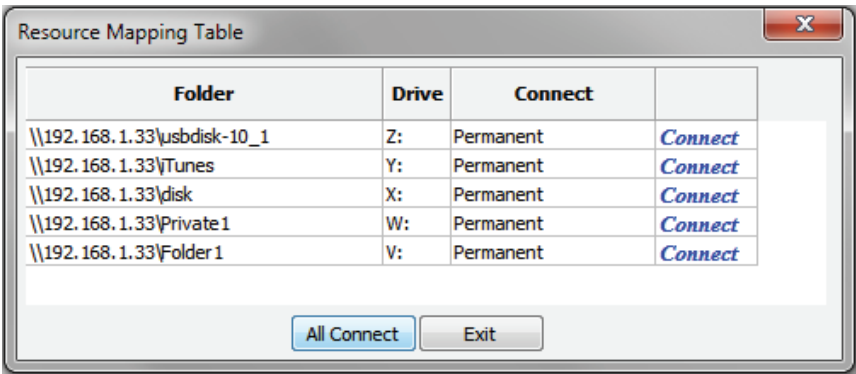 Resource Mapping Table
x
Folder Drive Connect
\\192.168.1.33\usbdisk-10_1 Z: Permanent Connect
\\192.168.1.33\iTunes Y: Permanent Connect
\\192.168.1.33\disk X: Permanent Connect
\\192.168.1.33\Private1 W: Permanent Connect
\\192.168.1.33\Folder1 V: Permanent Connect
All Connect Exit